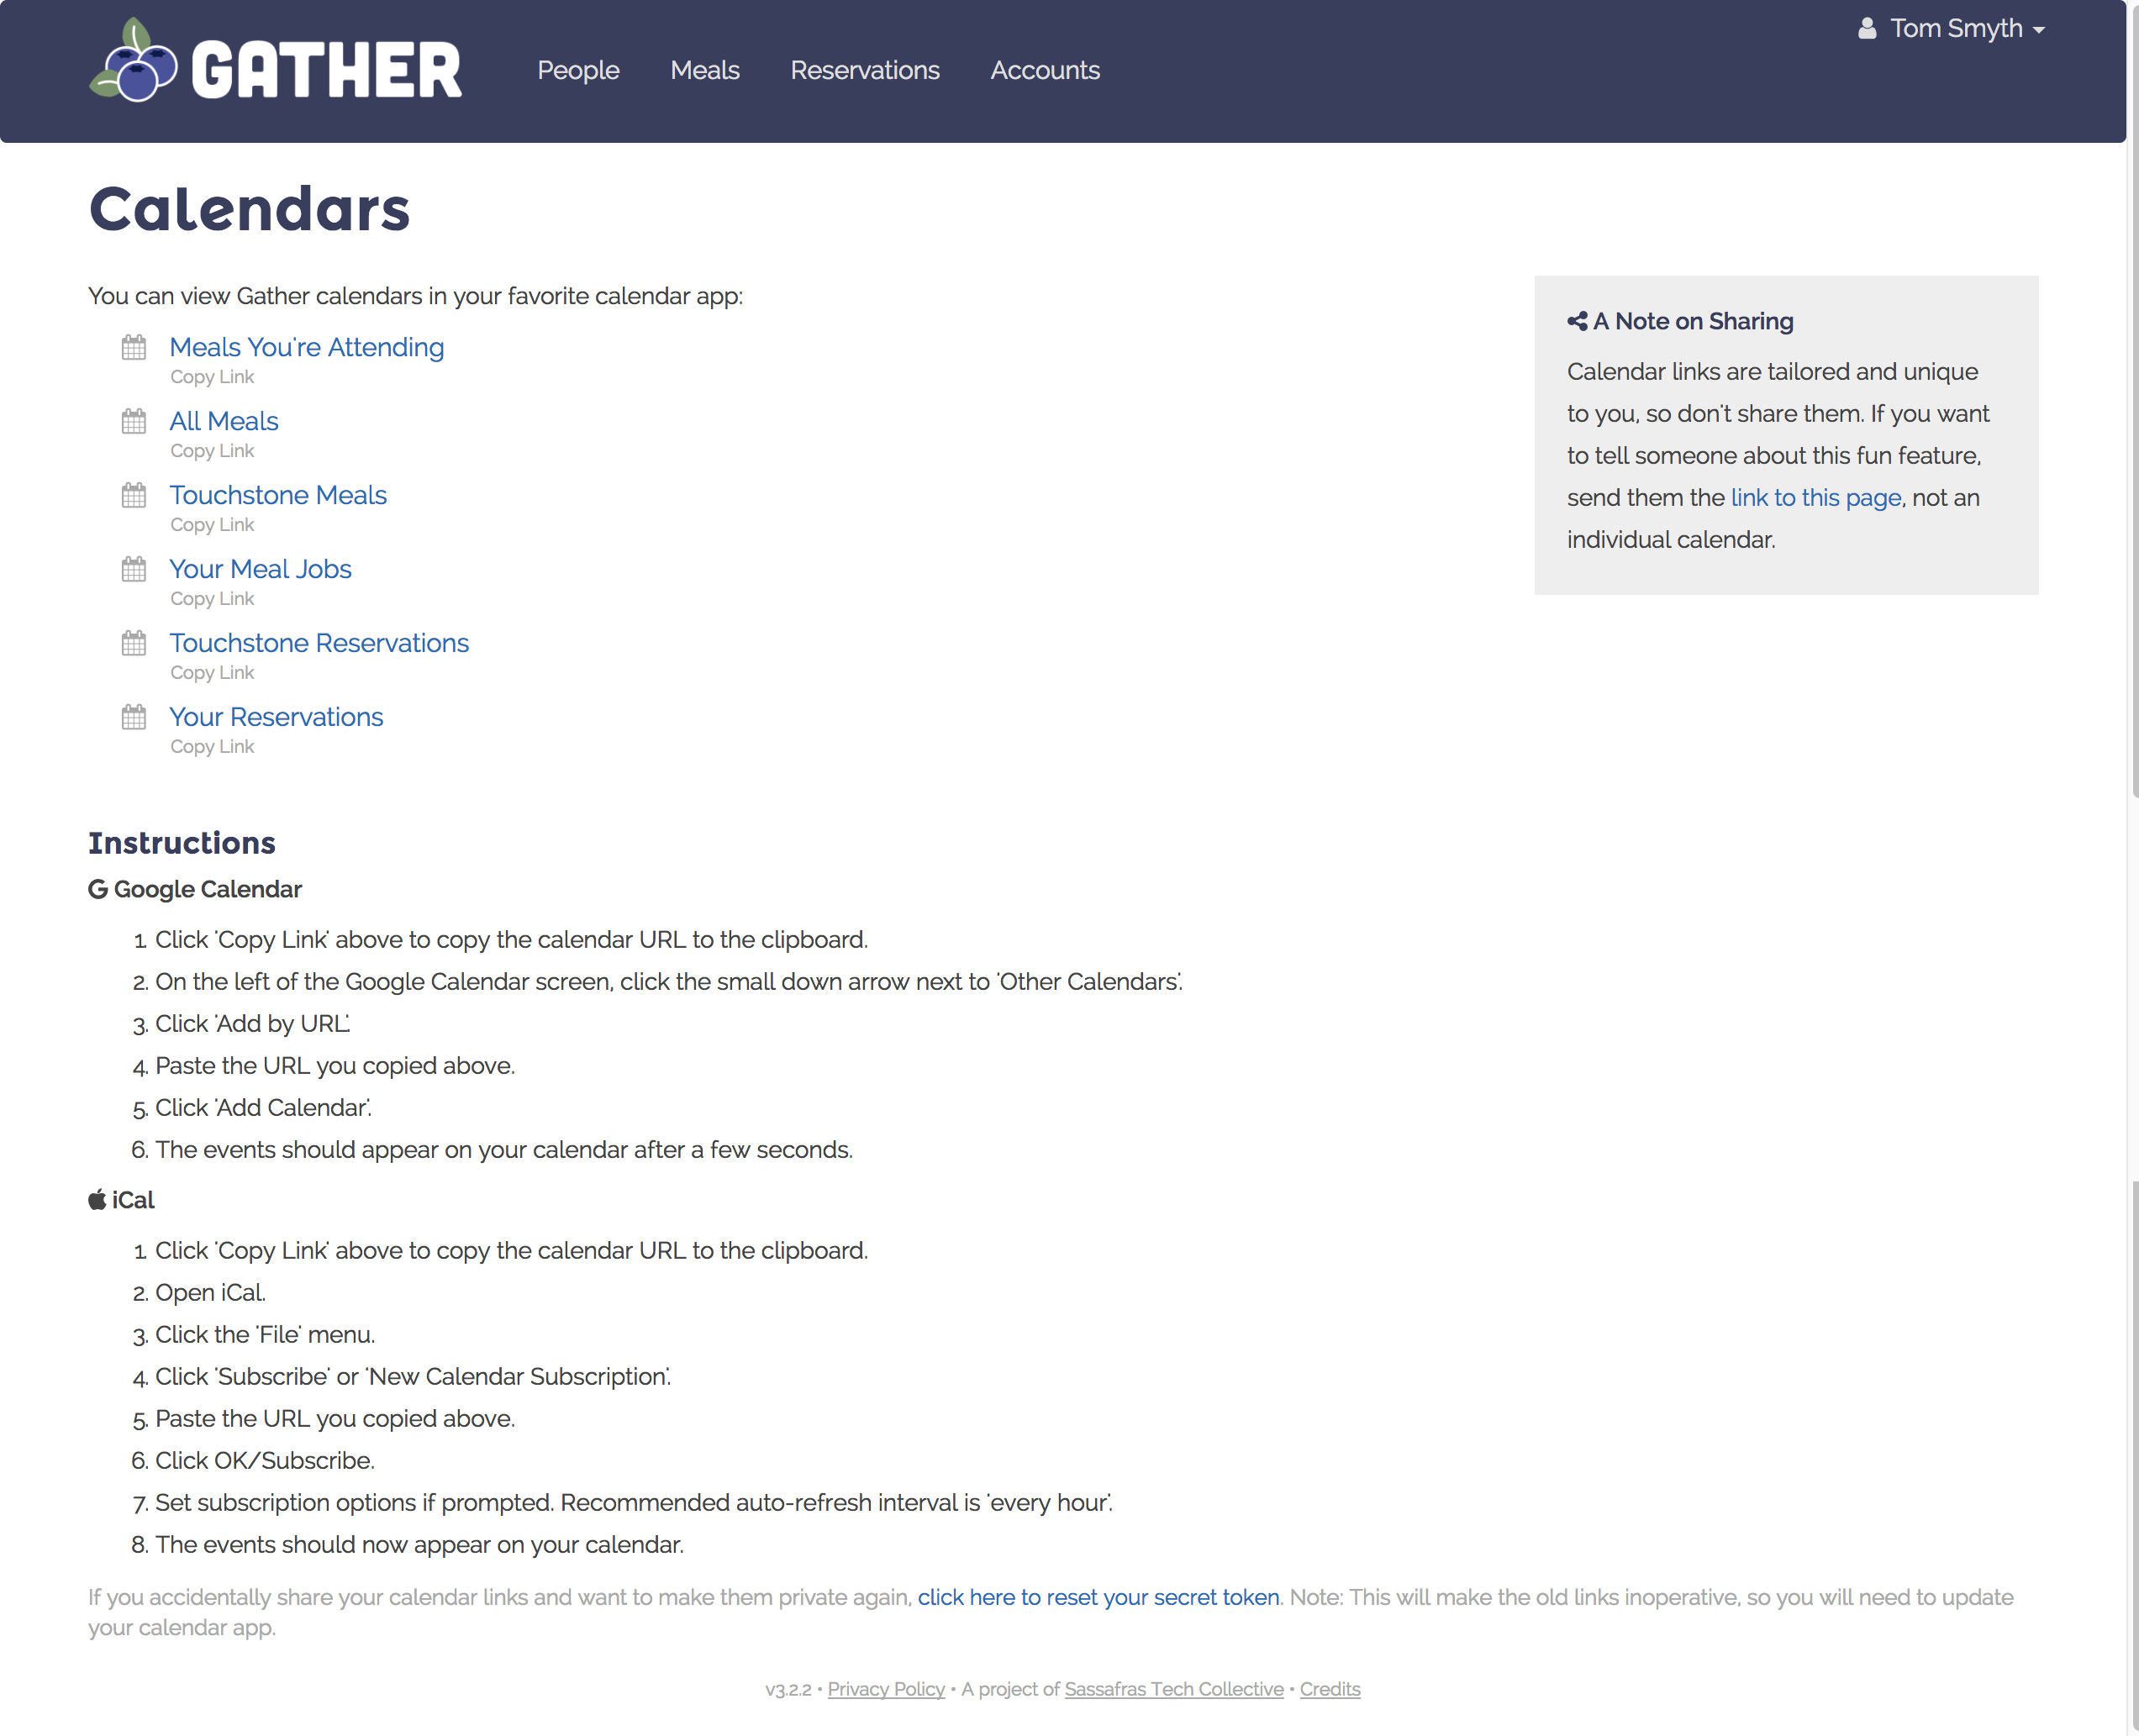 GATHER
People Meals Reservations Accounts
Tom Smyth
Calendars
You can view Gather calendars in your favorite calendar app:
Meals You're Attending
Copy Link
All Meals
Copy Link
Touchstone Meals
Copy Link
Your Meal Jobs
Copy Link
Touchstone Reservations
Copy Link
Your Reservations
Copy Link
A Note on Sharing
Calendar links are tailored and unique
to you, so don't share them. If you want
to tell someone about this fun feature,
send them the link to this page, not an
individual calendar.
Instructions
Google Calendar
1. Click 'Copy Link' above to copy the calendar URL to the clipboard.
2. On the left of the Google Calendar screen, click the small down arrow next to 'Other Calendars'.
3. Click 'Add by URL'.
4. Paste the URL you copied above.
5. Click 'Add Calendar'.
6. The events should appear on your calendar after a few seconds.
iCal
1. Click 'Copy Link' above to copy the calendar URL to the clipboard.
2. Open iCal.
3. Click the 'File' menu.
4. Click 'Subscribe' or 'New Calendar Subscription'.
5. Paste the URL you copied above.
6. Click OK/Subscribe.
7. Set subscription options if prompted. Recommended auto-refresh interval is 'every hour'.
8. The events should now appear on your calendar.
If you accidentally share your calendar links and want to make them private again, click here to reset your secret token. Note: This will make the old links inoperative, so you will need to update
your calendar app.
v3.2.2 • Privacy Policy • A project of Sassafras Tech Collective • Credits